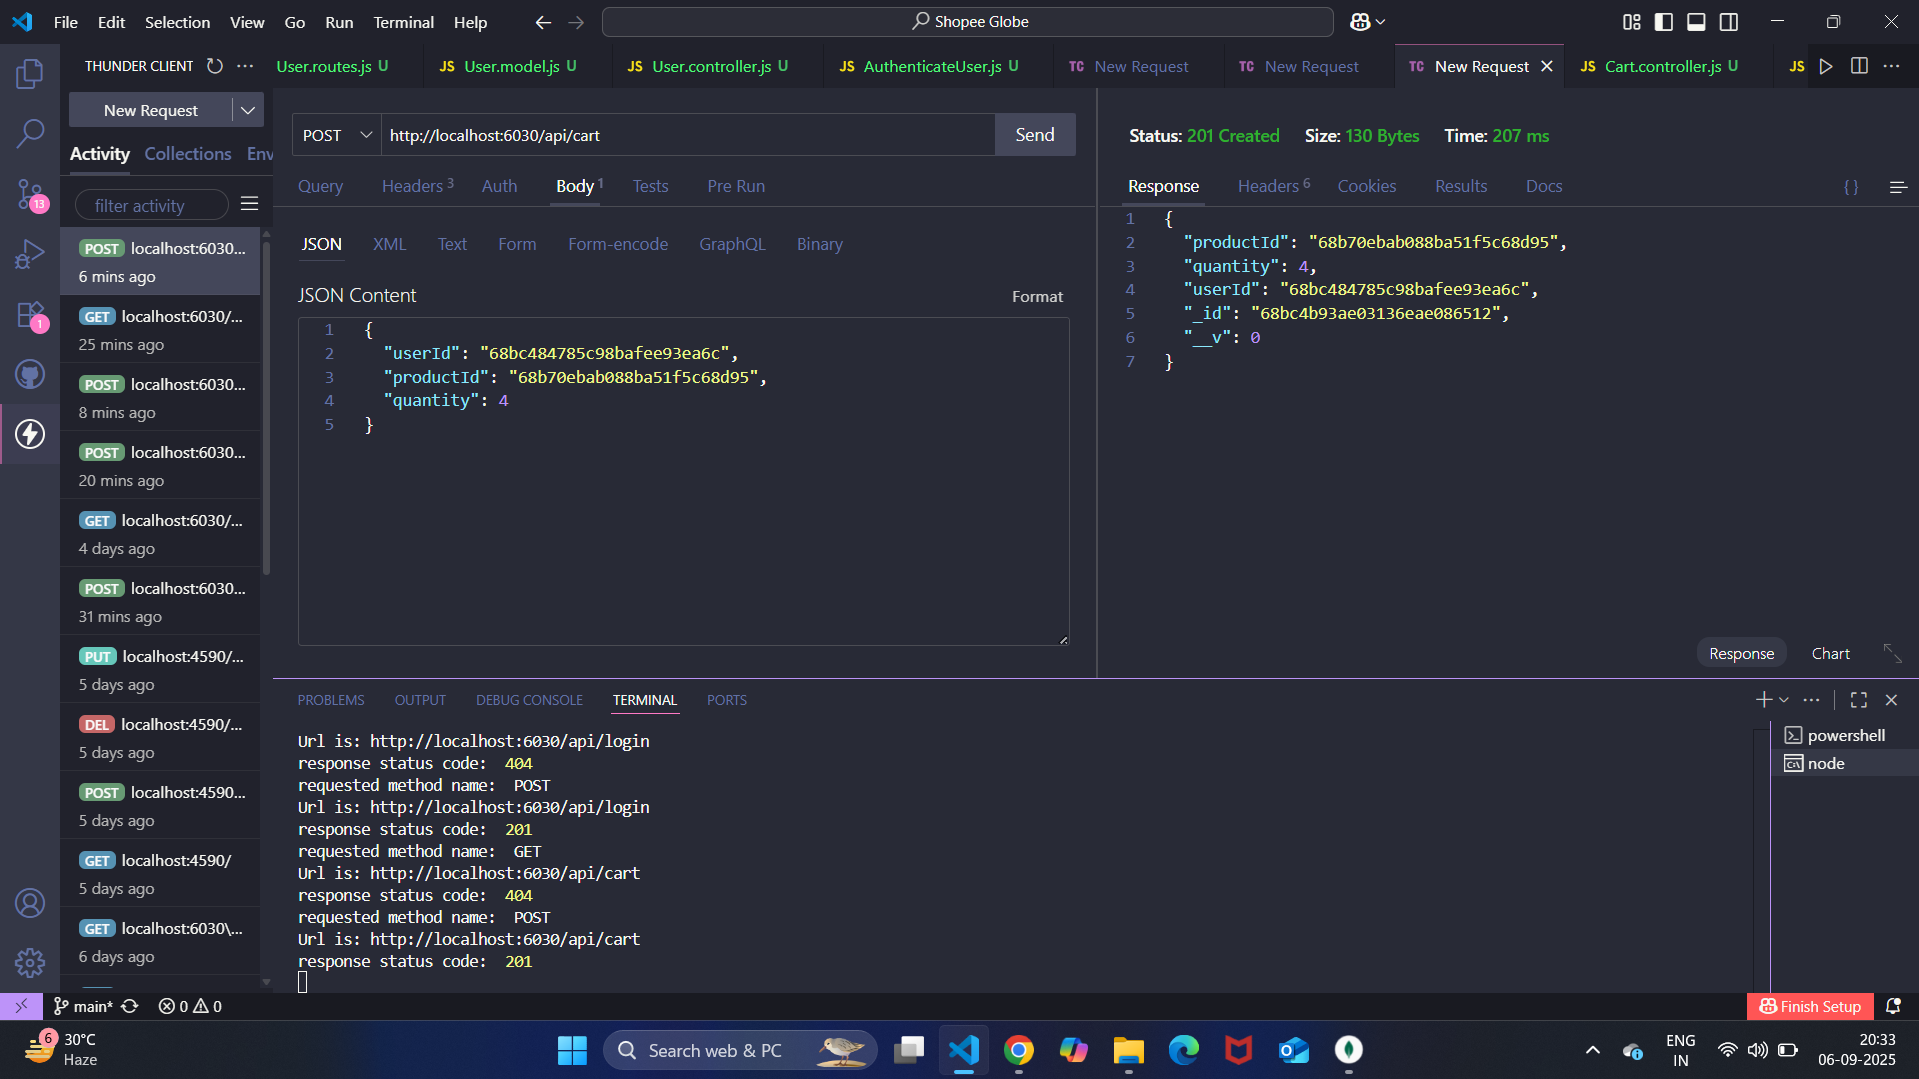 File Edit Selection View Go Run Terminal Help
Shopee Globe
THUNDER CLIENT
User.routes.js U
JS User.model.js U
JS User.controller.js U
JS AuthenticateUser.js U
TC New Request
TC New Request
TC New Request
JS Cart.controller.js U
JS
New Request
Activity Collections Env
filter activity
POST localhost:6030...
6 mins ago
GET localhost:6030/...
25 mins ago
POST localhost:6030...
8 mins ago
POST localhost:6030...
20 mins ago
GET localhost:6030/...
4 days ago
POST localhost:6030...
31 mins ago
PUT localhost:4590/...
5 days ago
DEL localhost:4590/...
5 days ago
POST localhost:4590...
5 days ago
GET localhost:4590/
5 days ago
GET localhost:6030\...
6 days ago
13
1
POST http://localhost:6030/api/cart Send
Query Headers 3 Auth Body 1 Tests Pre Run
JSON XML Text Form Form-encode GraphQL Binary
JSON Content Format
1 {
2 "userId": "68bc484785c98bafee93ea6c",
3 "productId": "68b70ebab088ba51f5c68d95",
4 "quantity": 4
5 }
Status: 201 Created Size: 130 Bytes Time: 207 ms
Response Headers 6 Cookies Results Docs { }
1 {
2 "productId": "68b70ebab088ba51f5c68d95",
3 "quantity": 4,
4 "userId": "68bc484785c98bafee93ea6c",
5 "_id": "68bc4b93ae03136eae086512",
6 "__v": 0
7 }
Response Chart
PROBLEMS OUTPUT DEBUG CONSOLE TERMINAL PORTS
Url is: http://localhost:6030/api/login
response status code: 404
requested method name: POST
Url is: http://localhost:6030/api/login
response status code: 201
requested method name: GET
Url is: http://localhost:6030/api/cart
response status code: 404
requested method name: POST
Url is: http://localhost:6030/api/cart
response status code: 201
powershell
node
main* 0 0
Finish Setup
6
30°C
Haze
Search web & PC
ENG
IN
20:33
06-09-2025